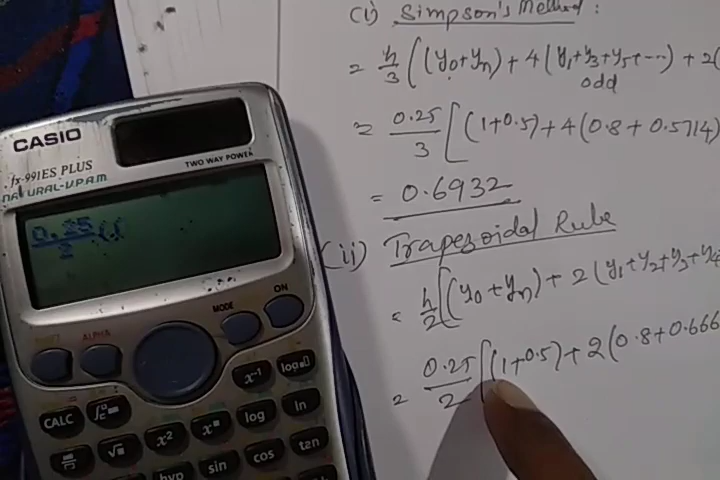 (i) Simpson's Method :
= h/3 [(y0+yn) + 4(y1+y3+y5+---) + 2(
odd
= 0.25/3 [(1+0.5) + 4(0.8+0.5714)
= 0.6932
(ii) Trapezoidal Rule
= h/2 [(y0+yn) + 2(y1+y2+y3+y4
= 0.25/2 [(1+0.5) + 2(0.8+0.666
CASIO
fx-991ES PLUS
TWO WAY POWER
NATURAL-V.P.A.M.
0.25/2 ((
SHIFT ALPHA MODE ON
CALC x⁻¹ log
√ x² log ln
hyp sin cos tan